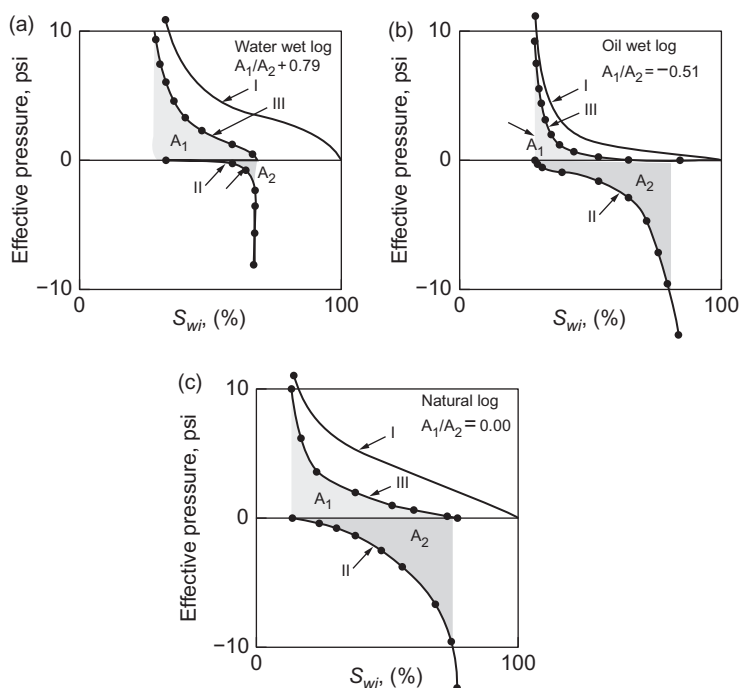 (a)
10
Effective pressure, psi
0
−10
Water wet log
A1/A2 + 0.79
I
III
A1
II
A2
0
100
Swi, (%)
(b)
10
Effective pressure, psi
0
−10
Oil wet log
A1/A2 = −0.51
I
III
A1
A2
II
0
100
Swi, (%)
(c)
10
Effective pressure, psi
0
−10
Natural log
A1/A2 = 0.00
I
III
A1
A2
II
0
100
Swi, (%)